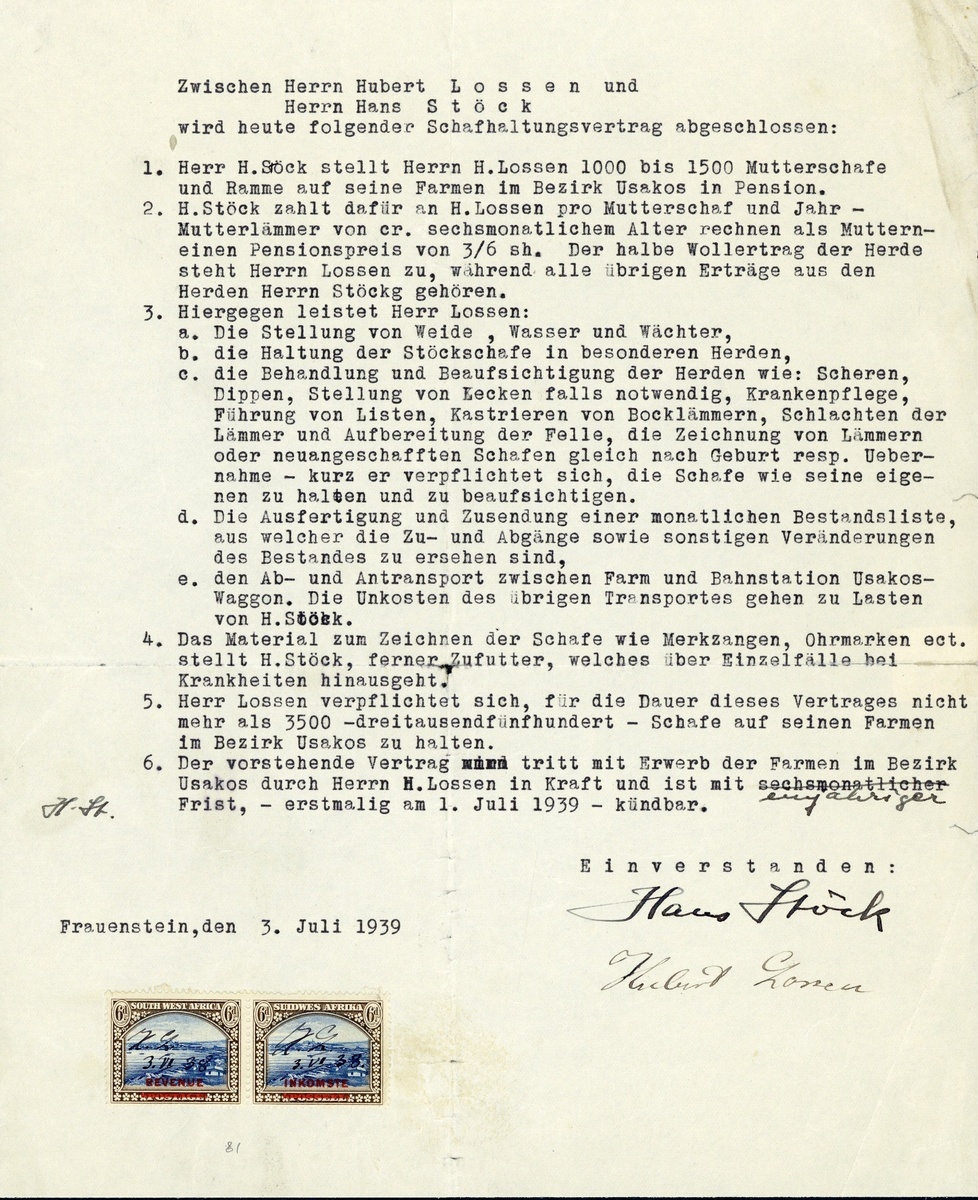 Zwischen Herrn Hubert L o s s e n und
Herrn Hans S t ö c k
wird heute folgender Schafhaltungsvertrag abgeschlossen:
1. Herr H.Stöck stellt Herrn H.Lossen 1000 bis 1500 Mutterschafe
und Ramme auf seine Farmen im Bezirk Usakos in Pension.
2. H.Stöck zahlt dafür an H.Lossen pro Mutterschaf und Jahr -
Mutterlämmer von cr. sechsmonatlichem Alter rechnen als Muttern-
einen Pensionspreis von 3/6 sh. Der halbe Wollertrag der Herde
steht Herrn Lossen zu, während alle übrigen Erträge aus den
Herden Herrn Stöckg gehören.
3. Hiergegen leistet Herr Lossen:
a. Die Stellung von Weide , Wasser und Wächter,
b. die Haltung der Stöckschafe in besonderen Herden,
c. die Behandlung und Beaufsichtigung der Herden wie: Scheren,
Dippen, Stellung von Lecken falls notwendig, Krankenpflege,
Führung von Listen, Kastrieren von Bocklämmern, Schlachten der
Lämmer und Aufbereitung der Felle, die Zeichnung von Lämmern
oder neuangeschafften Schafen gleich nach Geburt resp. Ueber-
nahme - kurz er verpflichtet sich, die Schafe wie seine eige-
nen zu halten und zu beaufsichtigen.
d. Die Ausfertigung und Zusendung einer monatlichen Bestandsliste,
aus welcher die Zu- und Abgänge sowie sonstigen Veränderungen
des Bestandes zu ersehen sind,
e. den Ab- und Antransport zwischen Farm und Bahnstation Usakos-
Waggon. Die Unkosten des übrigen Transportes gehen zu Lasten
von H.Stöck.
4. Das Material zum Zeichnen der Schafe wie Merkzangen, Ohrmarken ect.
stellt H.Stöck, ferner Zufutter, welches über Einzelfälle bei
Krankheiten hinausgeht.
5. Herr Lossen verpflichtet sich, für die Dauer dieses Vertrages nicht
mehr als 3500 -dreitausendfünfhundert - Schafe auf seinen Farmen
im Bezirk Usakos zu halten.
6. Der vorstehende Vertrag tritt mit Erwerb der Farmen im Bezirk
Usakos durch Herrn H.Lossen in Kraft und ist mit sechsmonatlicher
einjähriger
H. St. Frist, - erstmalig am 1. Juli 1939 - kündbar.
E i n v e r s t a n d e n :
Hans Stöck
Frauenstein,den 3. Juli 1939
Hubert Lossen
6d SOUTH WEST AFRICA 6d SUIDWES AFRIKA 6d
H L H L
3. VI 38 3. VI 38
REVENUE INKOMSTE
POSTAGE POSSEEL
81